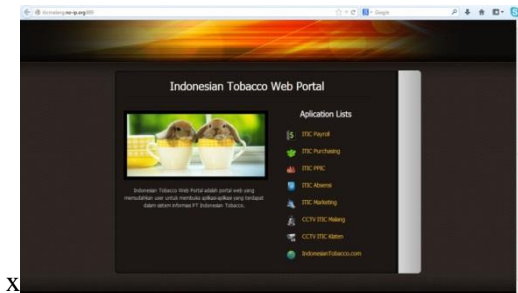 Google
Indonesian Tobacco Web Portal
Aplication Lists
ITIC Payroll
ITIC Purchasing
ITIC PPIC
ITIC Absensi
ITIC Marketing
CCTV ITIC Malang
CCTV ITIC Klaten
IndonesianTobacco.com
Indonesian Tobacco Web Portal adalah portal web yang
memudahkan user untuk membuka aplikasi-aplikasi yang terdapat
dalam sistem informasi PT Indonesian Tobacco.
x